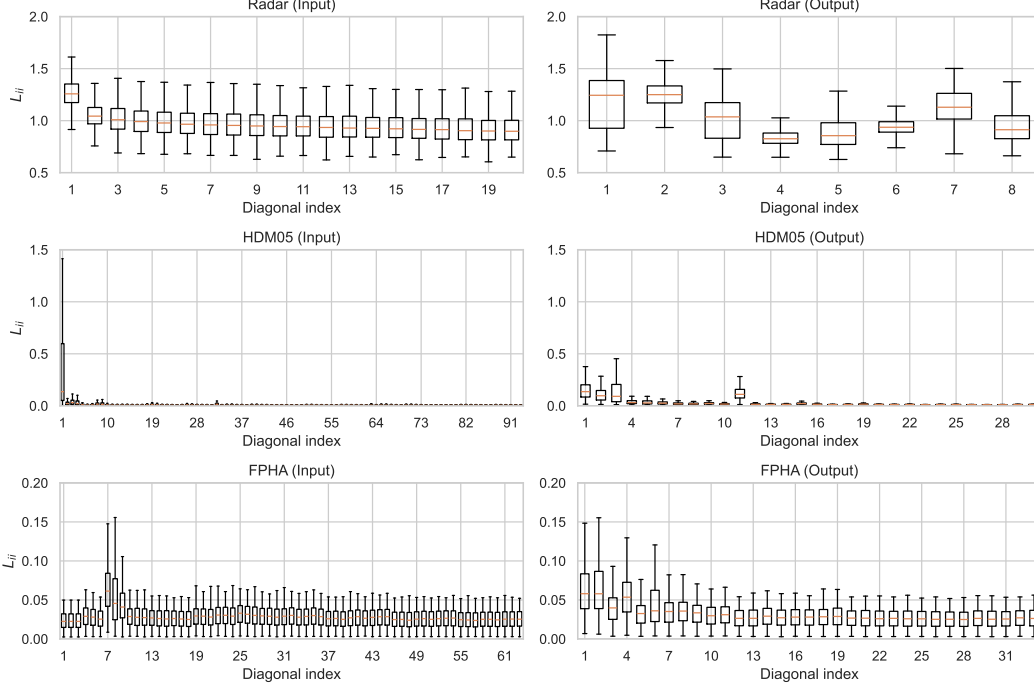 Radar (Input)
2.0
1.5
1.0
0.5
L_ii
1 3 5 7 9 11 13 15 17 19
Diagonal index
Radar (Output)
2.0
1.5
1.0
0.5
1 2 3 4 5 6 7 8
Diagonal index
HDM05 (Input)
1.5
1.0
0.5
0.0
L_ii
1 10 19 28 37 46 55 64 73 82 91
Diagonal index
HDM05 (Output)
1.5
1.0
0.5
0.0
1 4 7 10 13 16 19 22 25 28
Diagonal index
FPHA (Input)
0.20
0.15
0.10
0.05
0.00
L_ii
1 7 13 19 25 31 37 43 49 55 61
Diagonal index
FPHA (Output)
0.20
0.15
0.10
0.05
0.00
1 4 7 10 13 16 19 22 25 28 31
Diagonal index